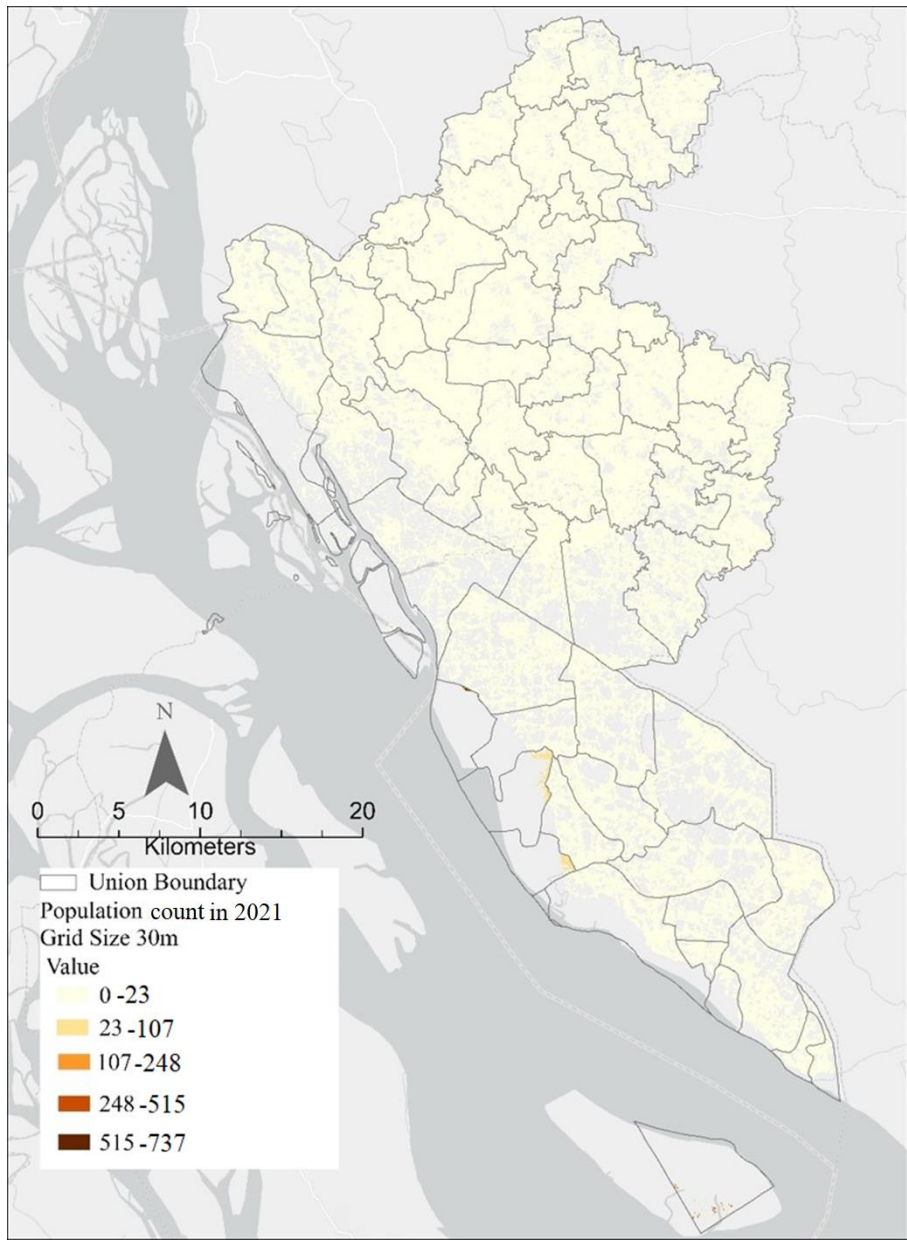 N
0 5 10 20
Kilometers
Union Boundary
Population count in 2021
Grid Size 30m
Value
0 -23
23 -107
107 -248
248 -515
515 -737